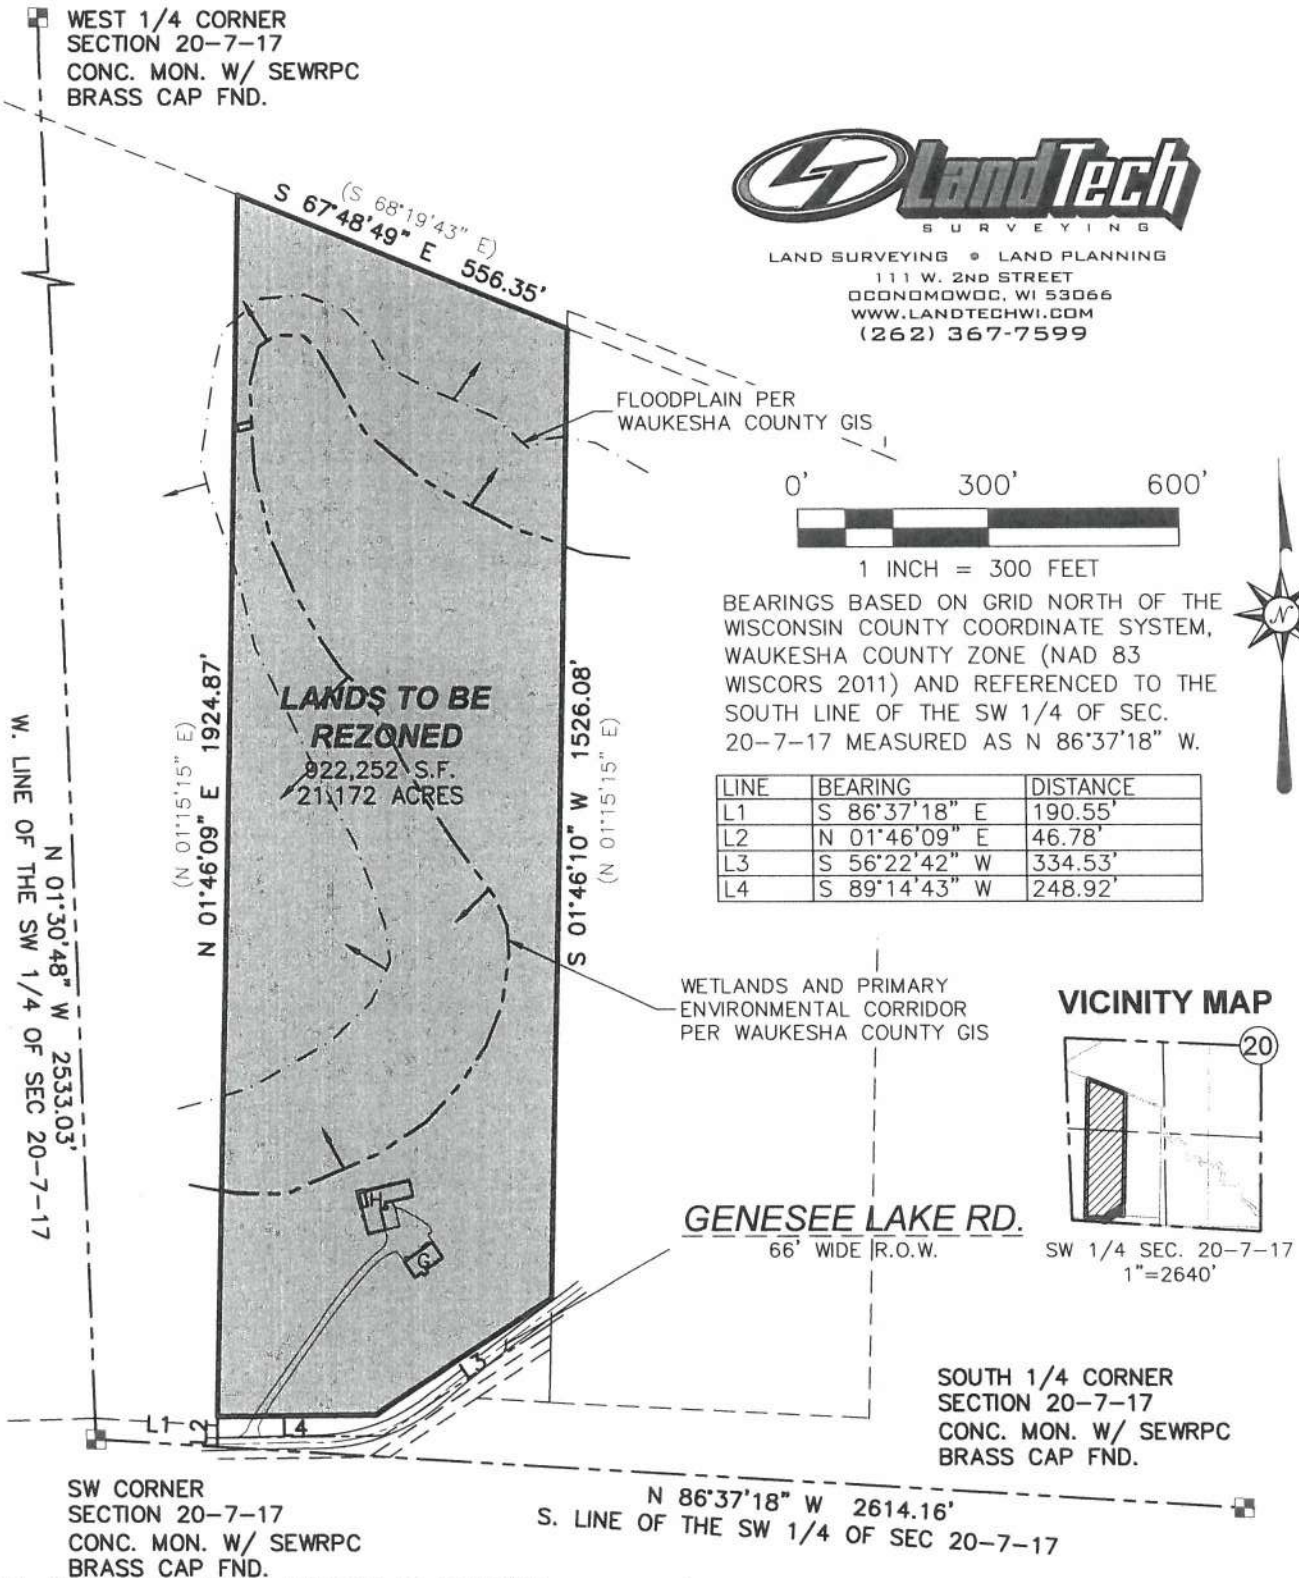 WEST 1/4 CORNER
SECTION 20-7-17
CONC. MON. W/ SEWRPC
BRASS CAP FND.
(S 68°19'43" E)
S 67°48'49" E 556.35'
LT LandTech
SURVEYING
LAND SURVEYING • LAND PLANNING
111 W. 2ND STREET
OCONOMOWOC, WI 53066
WWW.LANDTECHWI.COM
(262) 367-7599
FLOODPLAIN PER
WAUKESHA COUNTY GIS
0' 300' 600'
1 INCH = 300 FEET
N
BEARINGS BASED ON GRID NORTH OF THE
WISCONSIN COUNTY COORDINATE SYSTEM,
WAUKESHA COUNTY ZONE (NAD 83
WISCORS 2011) AND REFERENCED TO THE
SOUTH LINE OF THE SW 1/4 OF SEC.
20-7-17 MEASURED AS N 86°37'18" W.
LINE BEARING DISTANCE
L1 S 86°37'18" E 190.55'
L2 N 01°46'09" E 46.78'
L3 S 56°22'42" W 334.53'
L4 S 89°14'43" W 248.92'
LANDS TO BE
REZONED
922,252 S.F.
21.172 ACRES
N 01°46'09" E 1924.87'
(N 01°15'15" E)
S 01°46'10" W 1526.08'
(N 01°15'15" E)
N 01°30'48" W 2533.03'
W. LINE OF THE SW 1/4 OF SEC 20-7-17
WETLANDS AND PRIMARY
ENVIRONMENTAL CORRIDOR
PER WAUKESHA COUNTY GIS
VICINITY MAP
20
SW 1/4 SEC. 20-7-17
1"=2640'
H
G
GENESEE LAKE RD.
66' WIDE R.O.W.
L3
L1
L2
L4
SOUTH 1/4 CORNER
SECTION 20-7-17
CONC. MON. W/ SEWRPC
BRASS CAP FND.
SW CORNER
SECTION 20-7-17
CONC. MON. W/ SEWRPC
BRASS CAP FND.
N 86°37'18" W 2614.16'
S. LINE OF THE SW 1/4 OF SEC 20-7-17